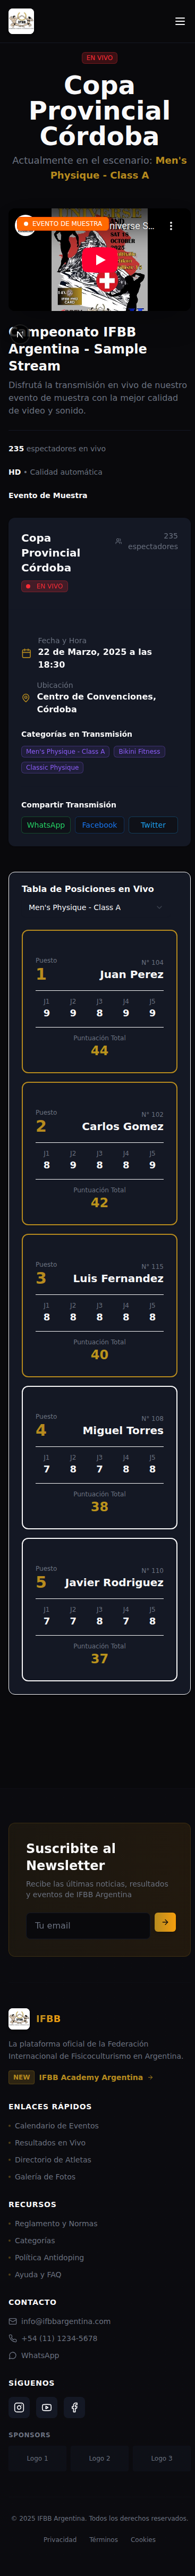 EN VIVO
Copa
Provincial
Córdoba
Actualmente en el escenario: Men's
Physique - Class A
EVENTO DE MUESTRA
niverse S...
Campeonato IFBB
Argentina - Sample
Stream
Disfrutá la transmisión en vivo de nuestro
evento de muestra con la mejor calidad
de video y sonido.
235 espectadores en vivo
HD • Calidad automática
Evento de Muestra
Copa
Provincial
Córdoba
235
espectadores
EN VIVO
Fecha y Hora
22 de Marzo, 2025 a las
18:30
Ubicación
Centro de Convenciones,
Córdoba
Categorías en Transmisión
Men's Physique - Class A
Bikini Fitness
Classic Physique
Compartir Transmisión
WhatsApp
Facebook
Twitter
Tabla de Posiciones en Vivo
Men's Physique - Class A
Puesto
1
N° 104
Juan Perez
J1 J2 J3 J4 J5
9 9 8 9 9
Puntuación Total
44
Puesto
2
N° 102
Carlos Gomez
J1 J2 J3 J4 J5
8 9 8 8 9
Puntuación Total
42
Puesto
3
N° 115
Luis Fernandez
J1 J2 J3 J4 J5
8 8 8 8 8
Puntuación Total
40
Puesto
4
N° 108
Miguel Torres
J1 J2 J3 J4 J5
7 8 7 8 8
Puntuación Total
38
Puesto
5
N° 110
Javier Rodriguez
J1 J2 J3 J4 J5
7 7 8 7 8
Puntuación Total
37
Suscribite al
Newsletter
Recibe las últimas noticias, resultados
y eventos de IFBB Argentina
Tu email
IFBB
La plataforma oficial de la Federación
Internacional de Fisicoculturismo en Argentina.
NEW IFBB Academy Argentina
ENLACES RÁPIDOS
Calendario de Eventos
Resultados en Vivo
Directorio de Atletas
Galería de Fotos
RECURSOS
Reglamento y Normas
Categorías
Política Antidoping
Ayuda y FAQ
CONTACTO
info@ifbbargentina.com
+54 (11) 1234-5678
WhatsApp
SÍGUENOS
SPONSORS
Logo 1
Logo 2
Logo 3
© 2025 IFBB Argentina. Todos los derechos reservados.
Privacidad Términos Cookies